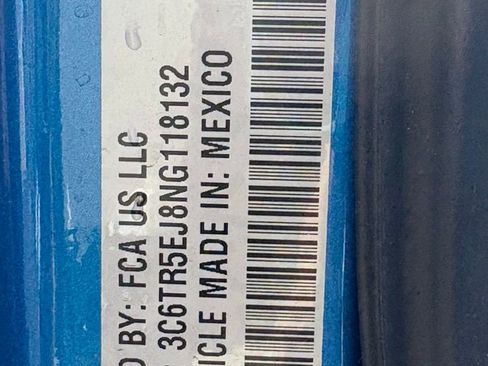 D BY: FCA US LLC
3C6TR5EJ8NG118132
ICLE MADE IN: MEXICO